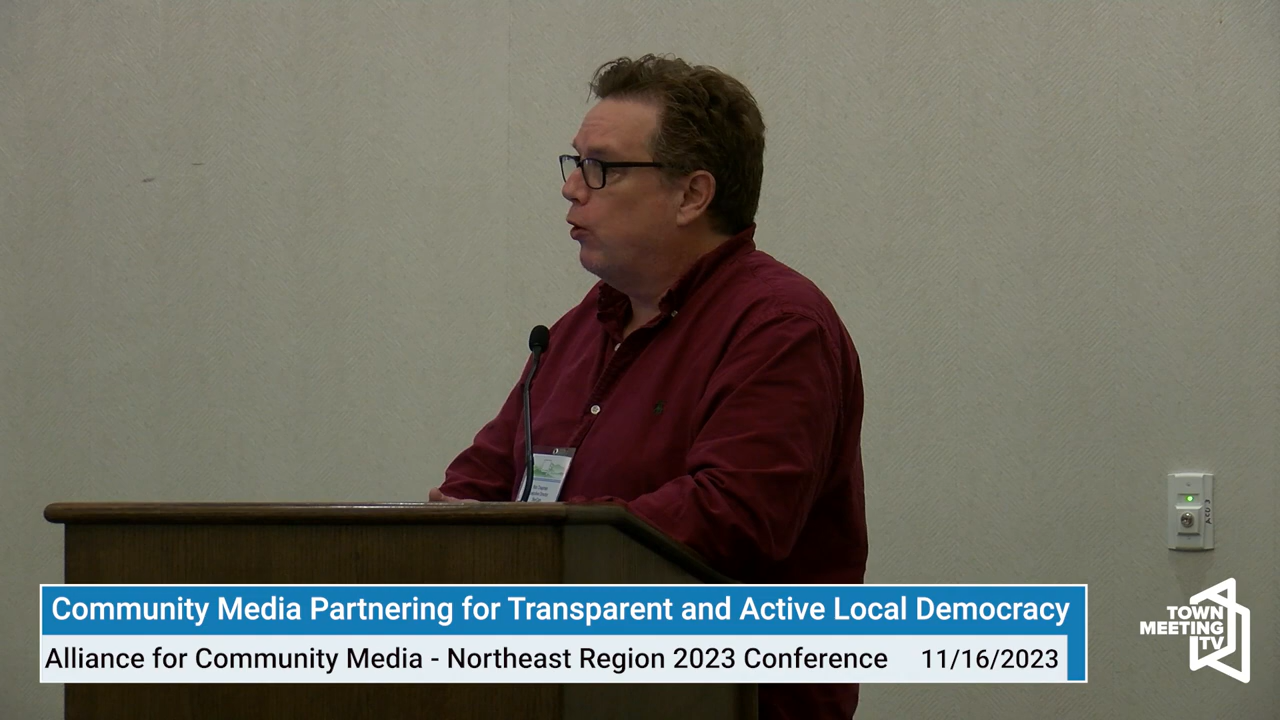 Community Media Partnering for Transparent and Active Local Democracy
Alliance for Community Media - Northeast Region 2023 Conference 11/16/2023
TOWN
MEETING
TV